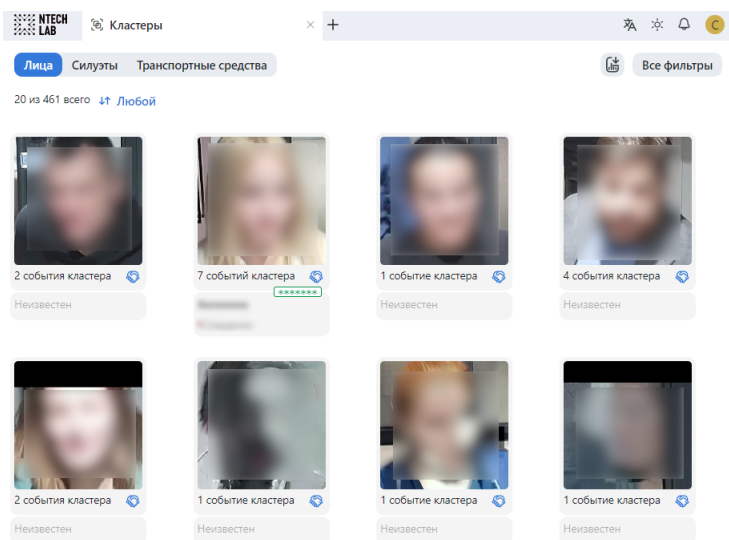 NTECH LAB
Кластеры
C
Лица Силуэты Транспортные средства
Все фильтры
20 из 461 всего Любой
2 события кластера 7 событий кластера 1 событие кластера 4 события кластера
*******
Неизвестен Неизвестен Неизвестен
2 события кластера 1 событие кластера 1 событие кластера 1 событие кластера
Неизвестен Неизвестен Неизвестен Неизвестен